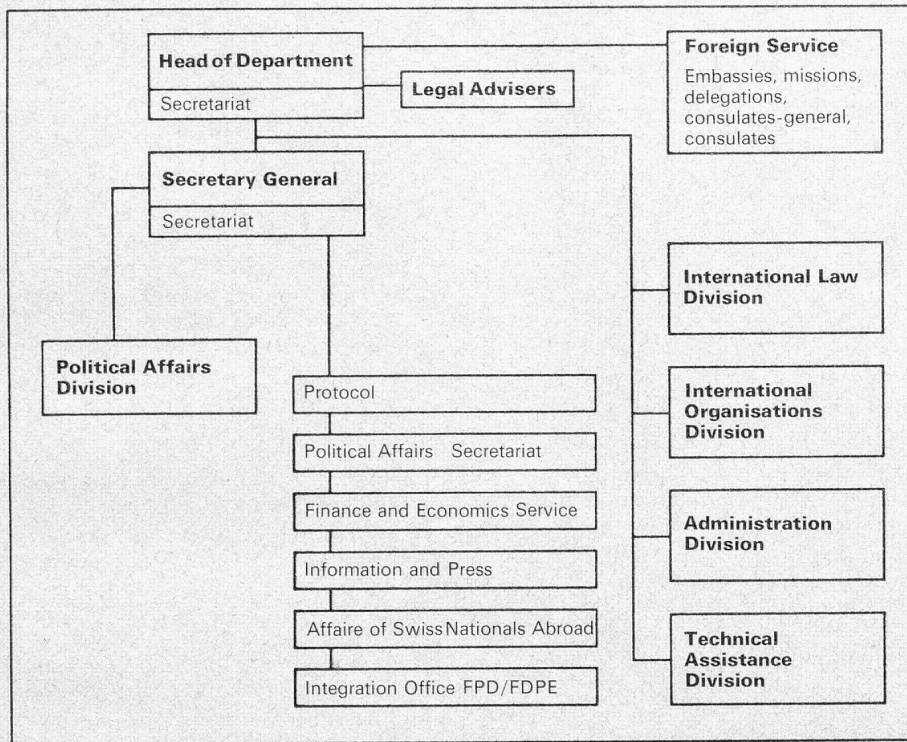 Head of Department
Secretariat
Legal Advisers
Foreign Service
Embassies, missions,
delegations,
consulates-general,
consulates
Secretary General
Secretariat
Political Affairs
Division
Protocol
Political Affairs Secretariat
Finance and Economics Service
Information and Press
Affaire of Swiss Nationals Abroad
Integration Office FPD/FDPE
International Law
Division
International
Organisations
Division
Administration
Division
Technical
Assistance
Division